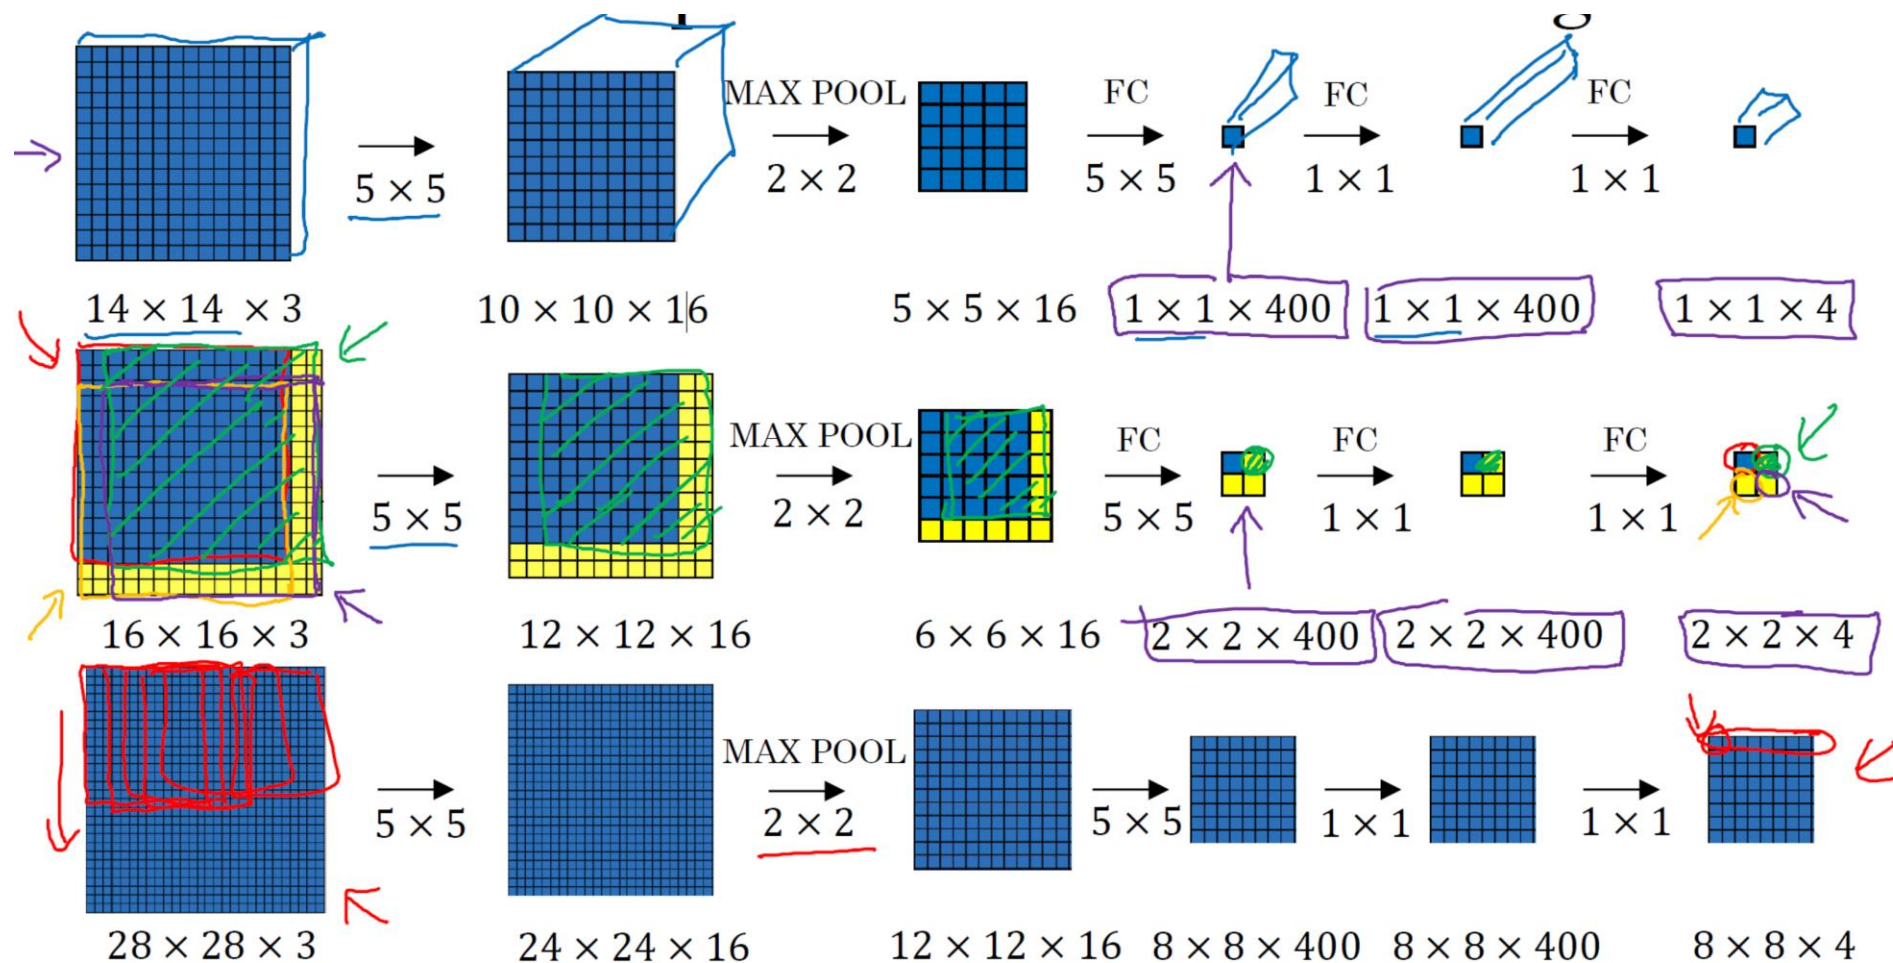 MAX POOL FC FC FC
5 × 5 2 × 2 5 × 5 1 × 1 1 × 1
14 × 14 × 3 10 × 10 × 16 5 × 5 × 16 1 × 1 × 400 1 × 1 × 400 1 × 1 × 4
MAX POOL FC FC FC
5 × 5 2 × 2 5 × 5 1 × 1 1 × 1
16 × 16 × 3 12 × 12 × 16 6 × 6 × 16 2 × 2 × 400 2 × 2 × 400 2 × 2 × 4
MAX POOL
5 × 5 2 × 2 5 × 5 1 × 1 1 × 1
28 × 28 × 3 24 × 24 × 16 12 × 12 × 16 8 × 8 × 400 8 × 8 × 400 8 × 8 × 4